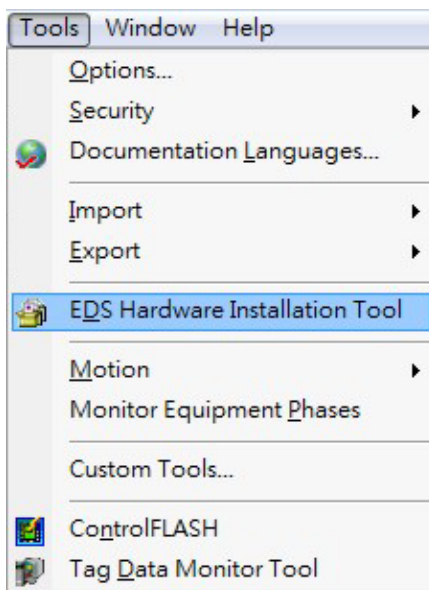 Tools Window Help
Options...
Security
Documentation Languages...
Import
Export
EDS Hardware Installation Tool
Motion
Monitor Equipment Phases
Custom Tools...
ControlFLASH
Tag Data Monitor Tool